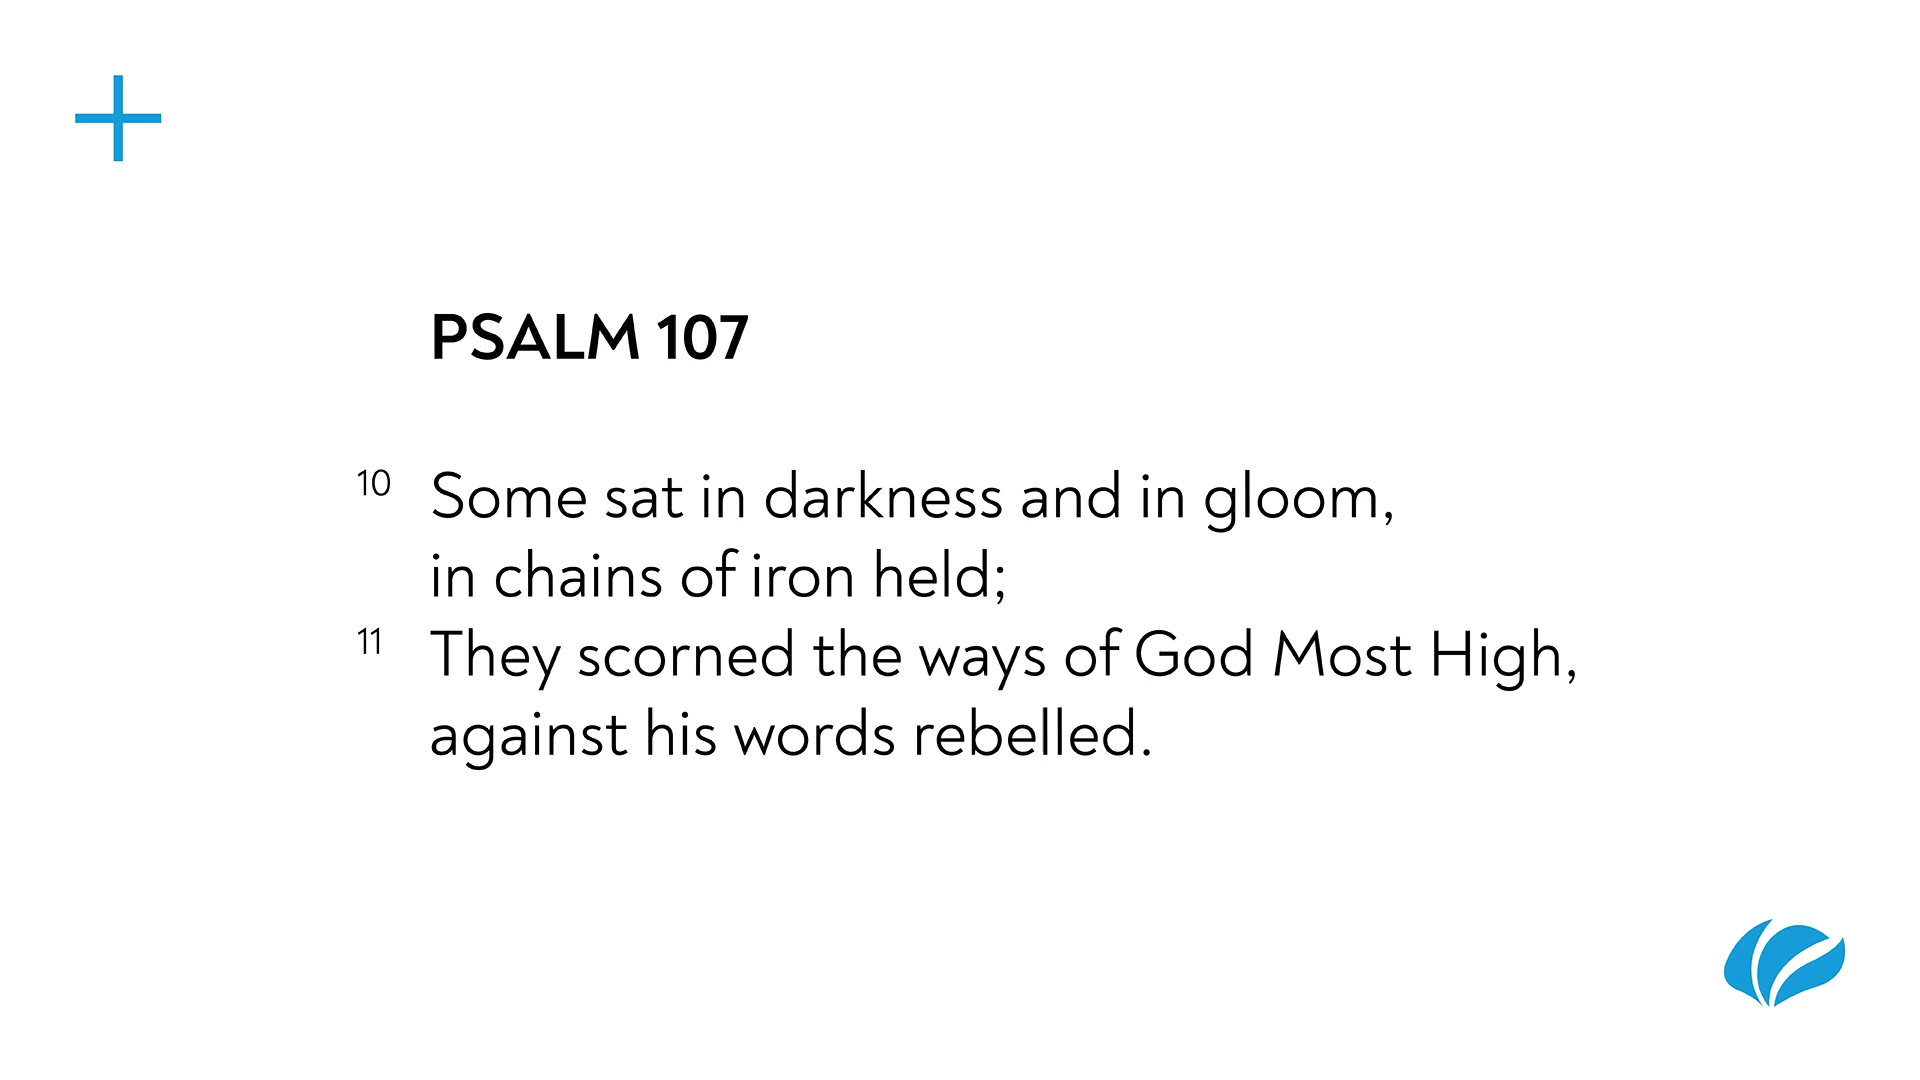 PSALM 107
10 Some sat in darkness and in gloom,
in chains of iron held;
11 They scorned the ways of God Most High,
against his words rebelled.